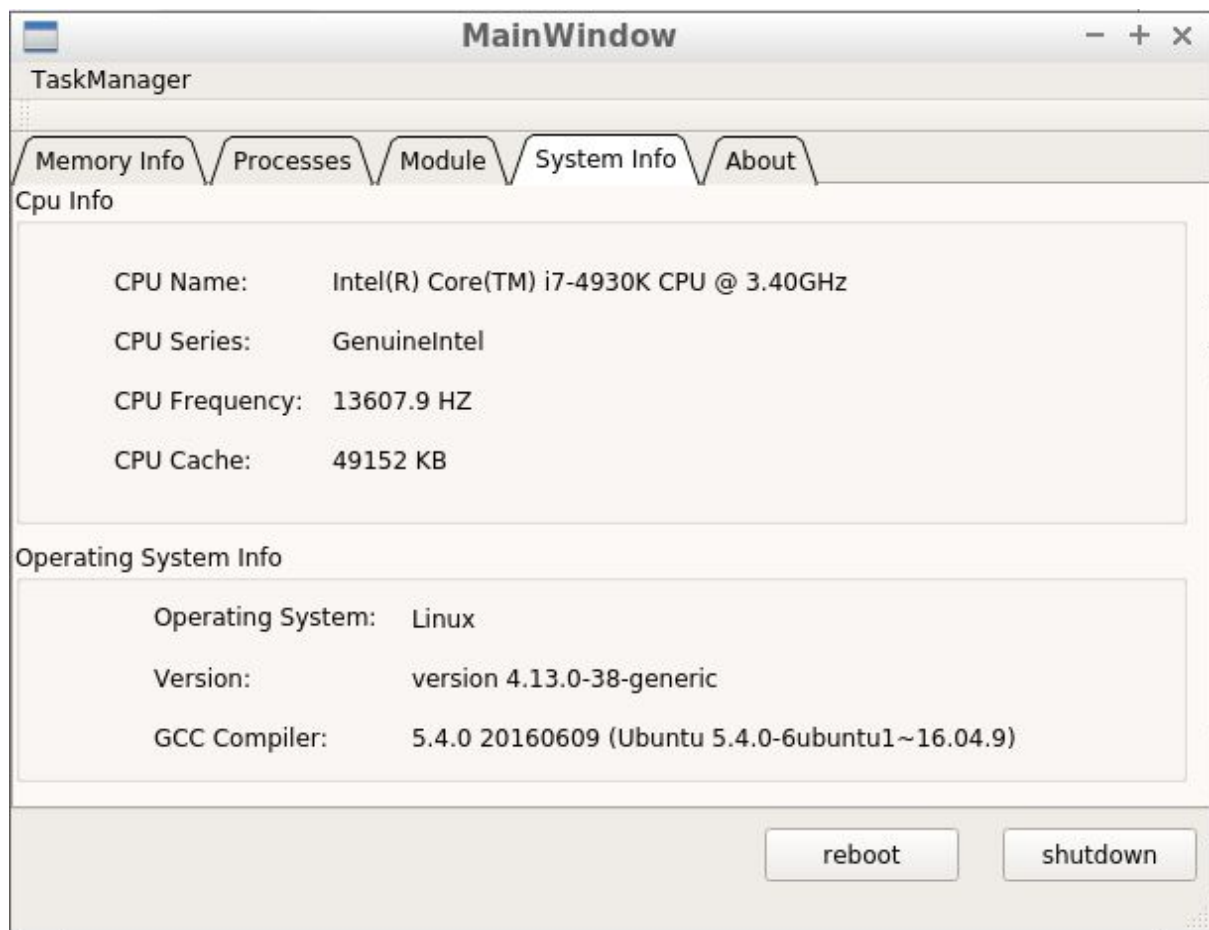 MainWindow
TaskManager
Memory Info Processes Module System Info About
Cpu Info
CPU Name: Intel(R) Core(TM) i7-4930K CPU @ 3.40GHz
CPU Series: GenuineIntel
CPU Frequency: 13607.9 HZ
CPU Cache: 49152 KB
Operating System Info
Operating System: Linux
Version: version 4.13.0-38-generic
GCC Compiler: 5.4.0 20160609 (Ubuntu 5.4.0-6ubuntu1~16.04.9)
reboot shutdown